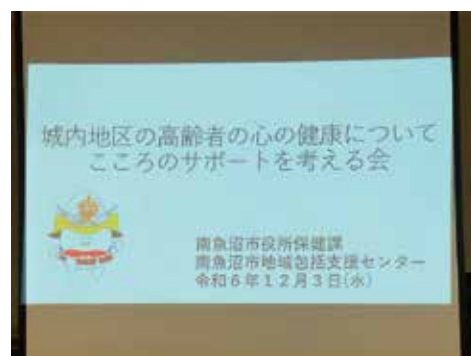 城内地区の高齢者の心の健康について
こころのサポートを考える会
南魚沼市役所保健課
南魚沼市地域包括支援センター
令和6年12月3日(水)